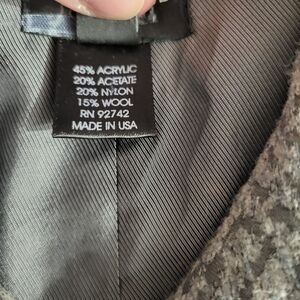 45% ACRYLIC
20% ACETATE
20% NYLON
15% WOOL
RN 92742
MADE IN USA